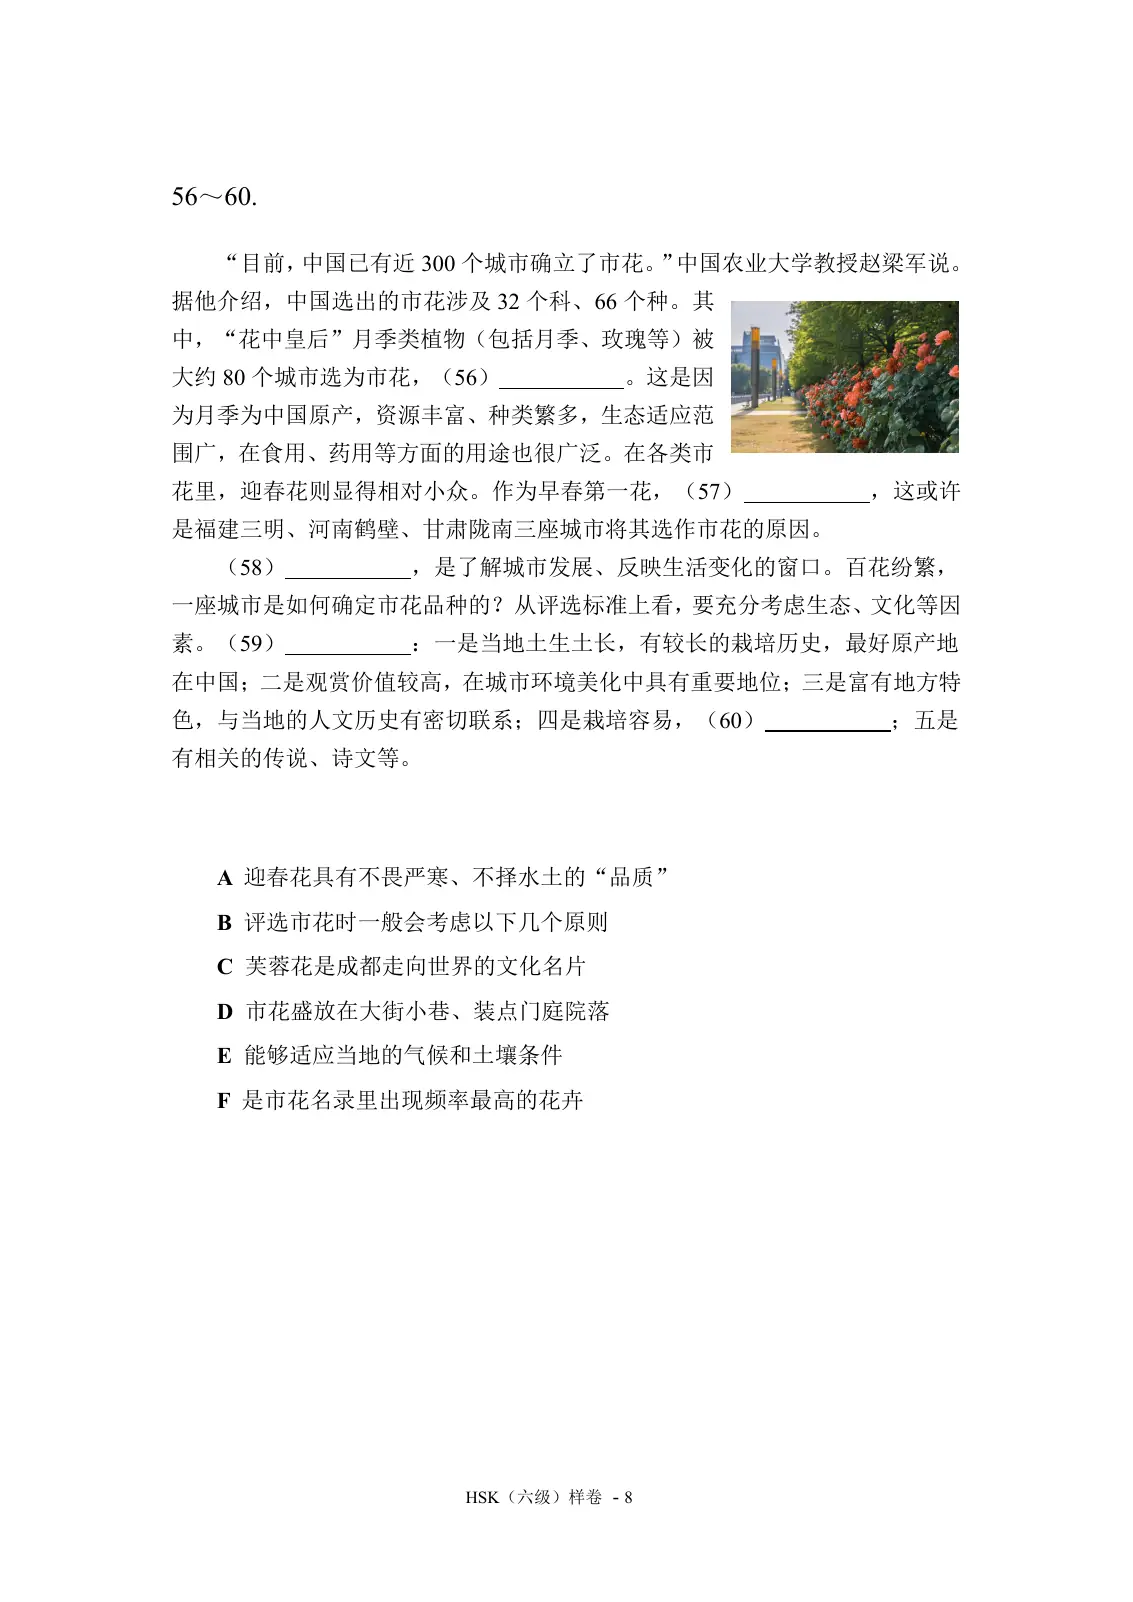 56～60.
“目前，中国已有近 300 个城市确立了市花。”中国农业大学教授赵梁军说。
据他介绍，中国选出的市花涉及 32 个科、66 个种。其
中，“花中皇后”月季类植物（包括月季、玫瑰等）被
大约 80 个城市选为市花，（56）___________。这是因
为月季为中国原产，资源丰富、种类繁多，生态适应范
围广，在食用、药用等方面的用途也很广泛。在各类市
花里，迎春花则显得相对小众。作为早春第一花，（57）___________，这或许
是福建三明、河南鹤壁、甘肃陇南三座城市将其选作市花的原因。
（58）___________，是了解城市发展、反映生活变化的窗口。百花纷繁，
一座城市是如何确定市花品种的？从评选标准上看，要充分考虑生态、文化等因
素。（59）___________：一是当地土生土长，有较长的栽培历史，最好原产地
在中国；二是观赏价值较高，在城市环境美化中具有重要地位；三是富有地方特
色，与当地的人文历史有密切联系；四是栽培容易，（60）___________；五是
有相关的传说、诗文等。
A 迎春花具有不畏严寒、不择水土的“品质”
B 评选市花时一般会考虑以下几个原则
C 芙蓉花是成都走向世界的文化名片
D 市花盛放在大街小巷、装点门庭院落
E 能够适应当地的气候和土壤条件
F 是市花名录里出现频率最高的花卉
HSK（六级）样卷 - 8